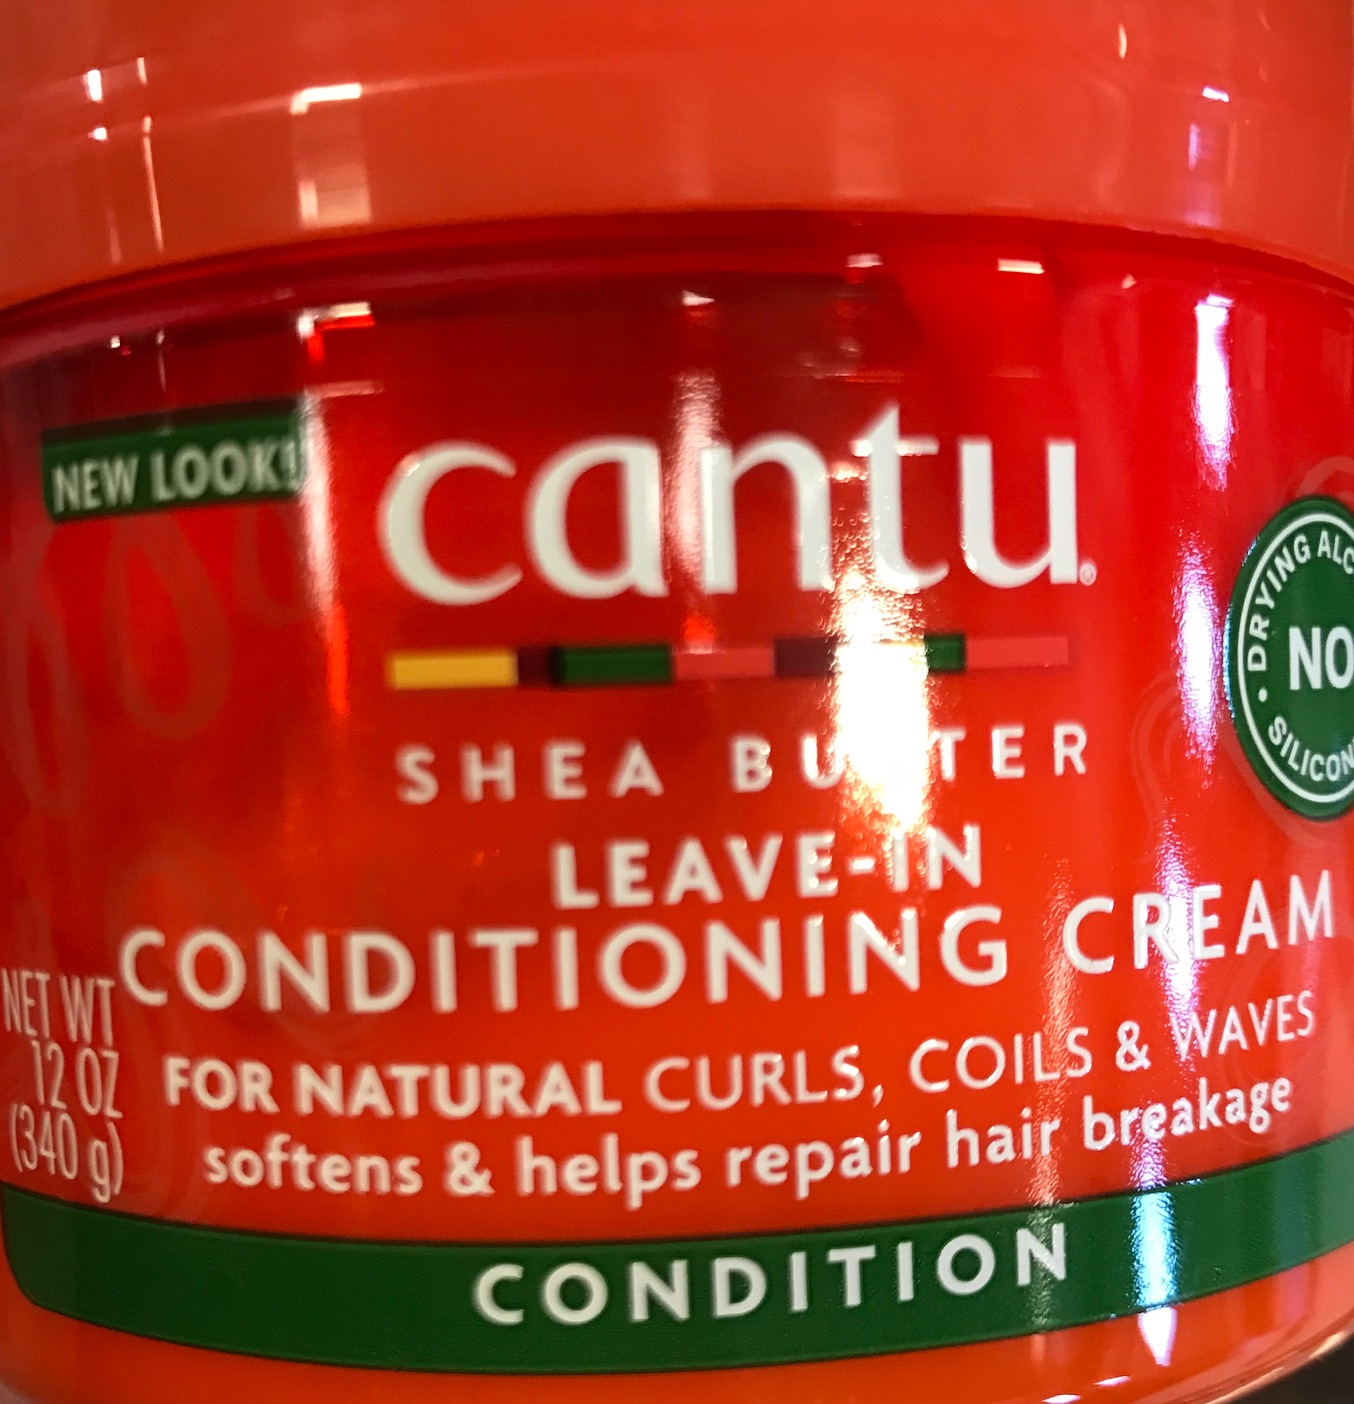 NEW LOOK!
cantu®
SHEA BUTTER
LEAVE-IN
CONDITIONING CREAM
FOR NATURAL CURLS, COILS & WAVES
softens & helps repair hair breakage
NET WT
12 OZ
(340 g)
CONDITION
• DRYING
NO